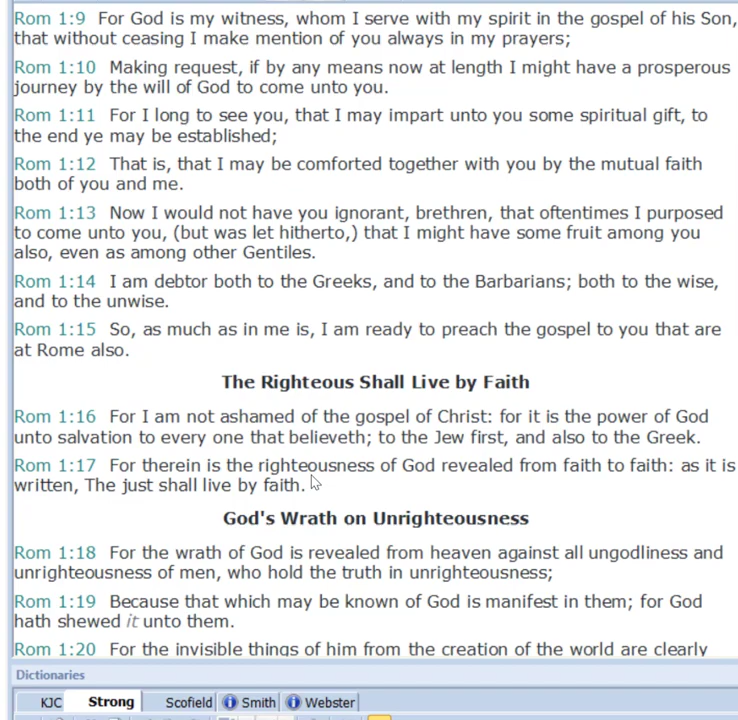 Rom 1:9 For God is my witness, whom I serve with my spirit in the gospel of his Son,
that without ceasing I make mention of you always in my prayers;
Rom 1:10 Making request, if by any means now at length I might have a prosperous
journey by the will of God to come unto you.
Rom 1:11 For I long to see you, that I may impart unto you some spiritual gift, to
the end ye may be established;
Rom 1:12 That is, that I may be comforted together with you by the mutual faith
both of you and me.
Rom 1:13 Now I would not have you ignorant, brethren, that oftentimes I purposed
to come unto you, (but was let hitherto,) that I might have some fruit among you
also, even as among other Gentiles.
Rom 1:14 I am debtor both to the Greeks, and to the Barbarians; both to the wise,
and to the unwise.
Rom 1:15 So, as much as in me is, I am ready to preach the gospel to you that are
at Rome also.
The Righteous Shall Live by Faith
Rom 1:16 For I am not ashamed of the gospel of Christ: for it is the power of God
unto salvation to every one that believeth; to the Jew first, and also to the Greek.
Rom 1:17 For therein is the righteousness of God revealed from faith to faith: as it is
written, The just shall live by faith.
God's Wrath on Unrighteousness
Rom 1:18 For the wrath of God is revealed from heaven against all ungodliness and
unrighteousness of men, who hold the truth in unrighteousness;
Rom 1:19 Because that which may be known of God is manifest in them; for God
hath shewed it unto them.
Rom 1:20 For the invisible things of him from the creation of the world are clearly
Dictionaries
KJC Strong Scofield Smith Webster